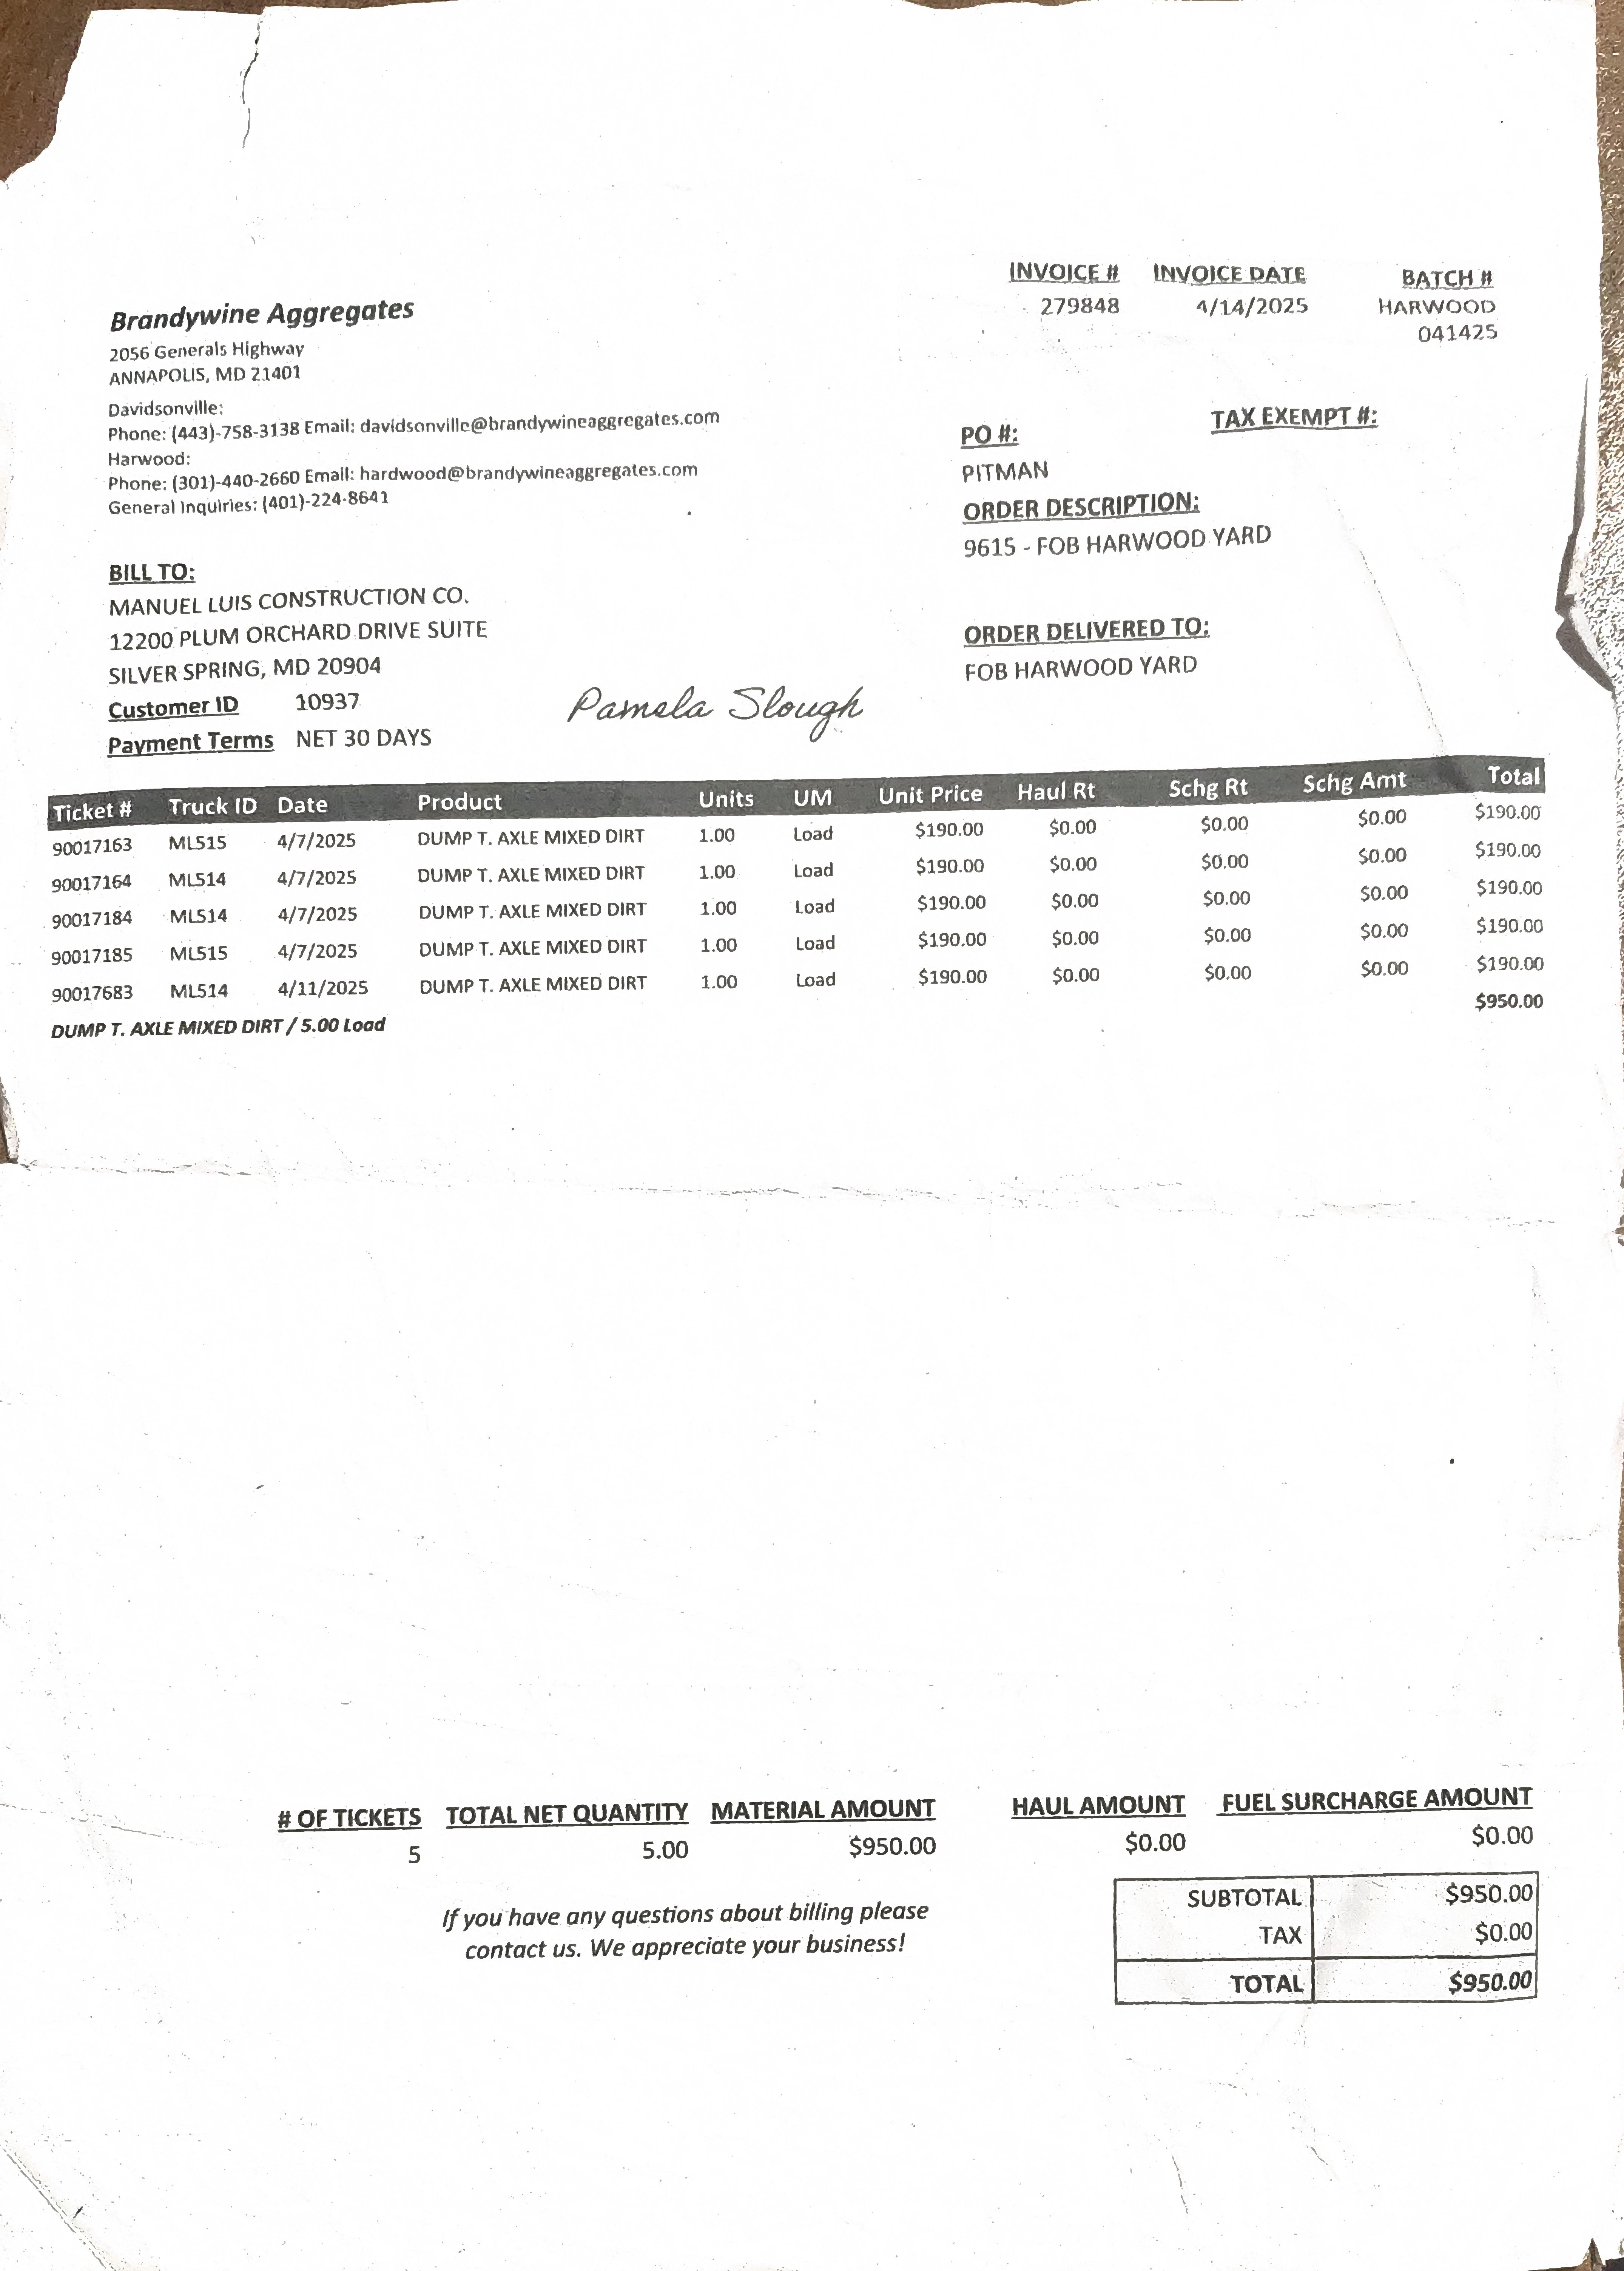 INVOICE # INVOICE DATE BATCH #
279848 4/14/2025 HARWOOD
041425
Brandywine Aggregates
2056 Generals Highway
ANNAPOLIS, MD 21401
Davidsonville:
Phone: (443)-758-3138 Email: davidsonville@brandywineaggregates.com
Harwood:
Phone: (301)-440-2660 Email: hardwood@brandywineaggregates.com
General Inquiries: (401)-224-8641
PO #: TAX EXEMPT #:
PITMAN
ORDER DESCRIPTION:
9615 - FOB HARWOOD YARD
BILL TO:
MANUEL LUIS CONSTRUCTION CO.
12200 PLUM ORCHARD DRIVE SUITE
SILVER SPRING, MD 20904
ORDER DELIVERED TO:
FOB HARWOOD YARD
Customer ID 10937
Payment Terms NET 30 DAYS
Pamela Slough
Ticket # Truck ID Date Product Units UM Unit Price Haul Rt Schg Rt Schg Amt Total
90017163 ML515 4/7/2025 DUMP T. AXLE MIXED DIRT 1.00 Load $190.00 $0.00 $0.00 $0.00 $190.00
90017164 ML514 4/7/2025 DUMP T. AXLE MIXED DIRT 1.00 Load $190.00 $0.00 $0.00 $0.00 $190.00
90017184 ML514 4/7/2025 DUMP T. AXLE MIXED DIRT 1.00 Load $190.00 $0.00 $0.00 $0.00 $190.00
90017185 ML515 4/7/2025 DUMP T. AXLE MIXED DIRT 1.00 Load $190.00 $0.00 $0.00 $0.00 $190.00
90017683 ML514 4/11/2025 DUMP T. AXLE MIXED DIRT 1.00 Load $190.00 $0.00 $0.00 $0.00 $190.00
DUMP T. AXLE MIXED DIRT / 5.00 Load $950.00
# OF TICKETS TOTAL NET QUANTITY MATERIAL AMOUNT HAUL AMOUNT FUEL SURCHARGE AMOUNT
5 5.00 $950.00 $0.00 $0.00
If you have any questions about billing please
contact us. We appreciate your business!
SUBTOTAL $950.00
TAX $0.00
TOTAL $950.00